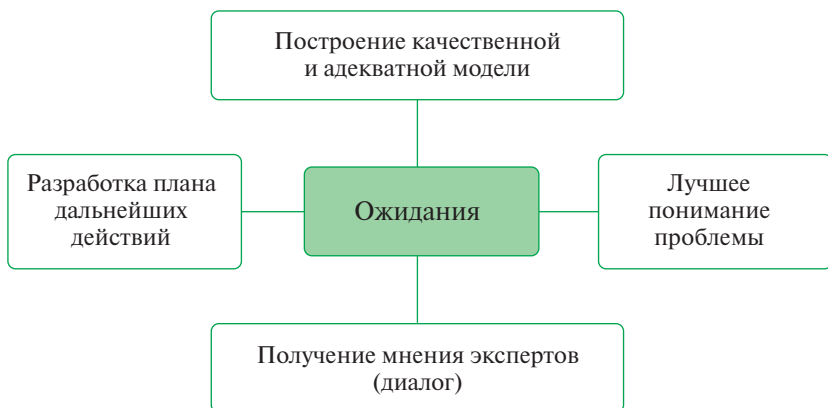 Построение качественной
и адекватной модели
Разработка плана
дальнейших
действий
Ожидания
Лучшее
понимание
проблемы
Получение мнения экспертов
(диалог)